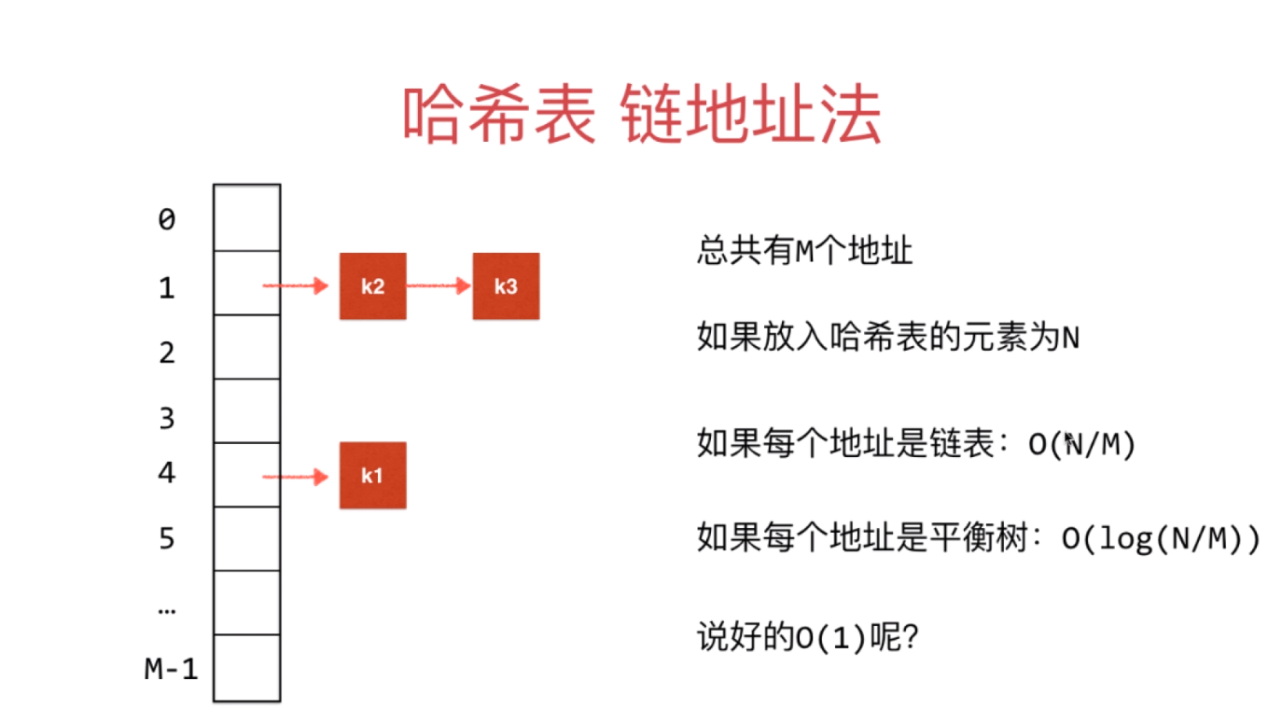 哈希表 链地址法
0
1
k2
k3
2
3
4
k1
5
…
M-1
总共有M个地址
如果放入哈希表的元素为N
如果每个地址是链表：O(N/M)
如果每个地址是平衡树：O(log(N/M))
说好的O(1)呢？